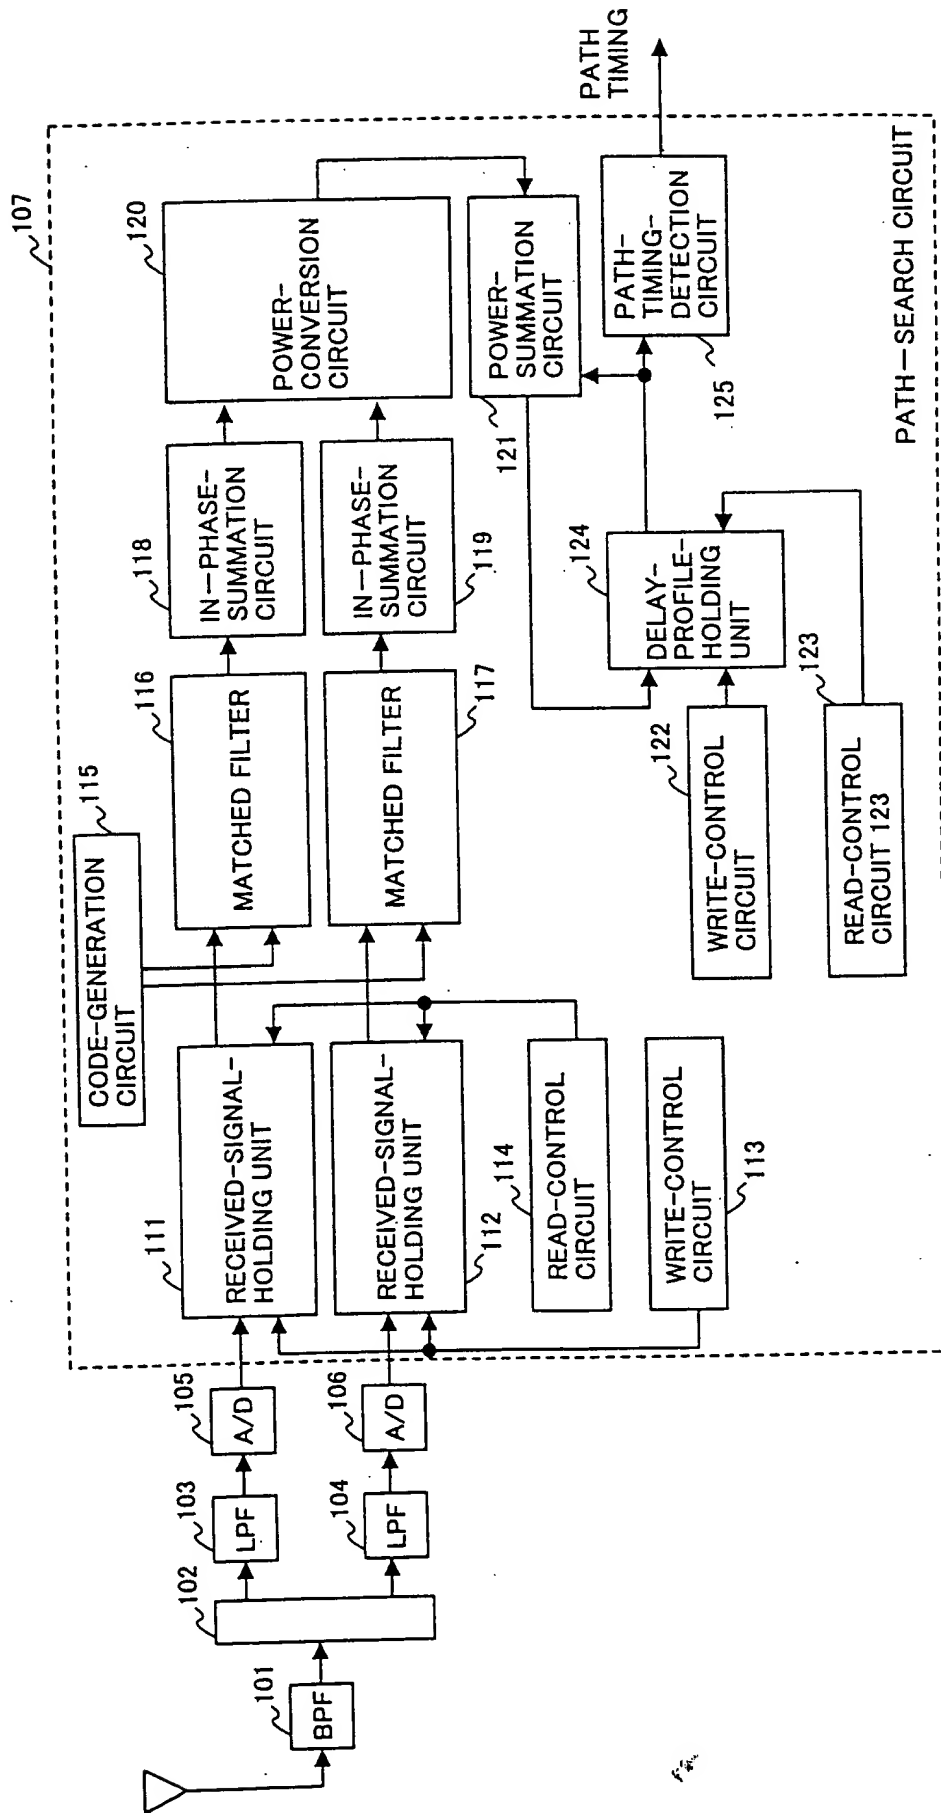 107
115
CODE-GENERATION
CIRCUIT
101
BPF
102
103
LPF
104
LPF
105
A/D
106
A/D
111
RECEIVED-SIGNAL-
HOLDING UNIT
RECEIVED-SIGNAL-
HOLDING UNIT
112
114
READ-CONTROL
CIRCUIT
WRITE-CONTROL
CIRCUIT
113
116
MATCHED FILTER
MATCHED FILTER
117
118
IN-PHASE-
SUMMATION
CIRCUIT
IN-PHASE-
SUMMATION
CIRCUIT
119
120
POWER-
CONVERSION
CIRCUIT
POWER-
SUMMATION
CIRCUIT
121
122
WRITE-CONTROL
CIRCUIT
123
READ-CONTROL
CIRCUIT 123
124
DELAY-
PROFILE-
HOLDING
UNIT
PATH-
TIMING-
DETECTION
CIRCUIT
125
PATH
TIMING
PATH-SEARCH CIRCUIT